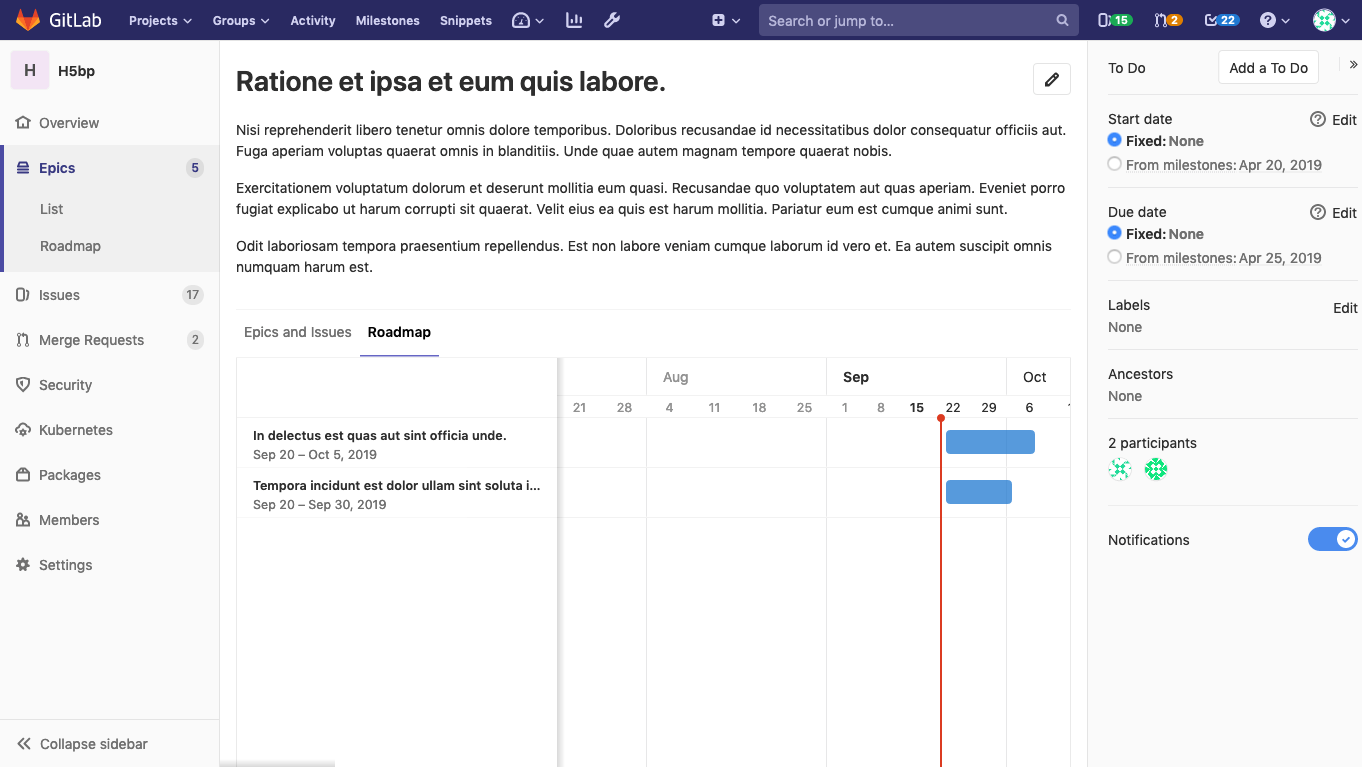 GitLab Projects Groups Activity Milestones Snippets Search or jump to... 15 2 22
H H5bp
Overview
Epics 5
List
Roadmap
Issues 17
Merge Requests 2
Security
Kubernetes
Packages
Members
Settings
Collapse sidebar
Ratione et ipsa et eum quis labore.
Nisi reprehenderit libero tenetur omnis dolore temporibus. Doloribus recusandae id necessitatibus dolor consequatur officiis aut.
Fuga aperiam voluptas quaerat omnis in blanditiis. Unde quae autem magnam tempore quaerat nobis.
Exercitationem voluptatum dolorum et deserunt mollitia eum quasi. Recusandae quo voluptatem aut quas aperiam. Eveniet porro
fugiat explicabo ut harum corrupti sit quaerat. Velit eius ea quis est harum mollitia. Pariatur eum est cumque animi sunt.
Odit laboriosam tempora praesentium repellendus. Est non labore veniam cumque laborum id vero et. Ea autem suscipit omnis
numquam harum est.
Epics and Issues Roadmap
Aug Sep Oct
21 28 4 11 18 25 1 8 15 22 29 6
In delectus est quas aut sint officia unde.
Sep 20 – Oct 5, 2019
Tempora incidunt est dolor ullam sint soluta i...
Sep 20 – Sep 30, 2019
To Do Add a To Do
Start date Edit
Fixed: None
From milestones: Apr 20, 2019
Due date Edit
Fixed: None
From milestones: Apr 25, 2019
Labels Edit
None
Ancestors
None
2 participants
Notifications